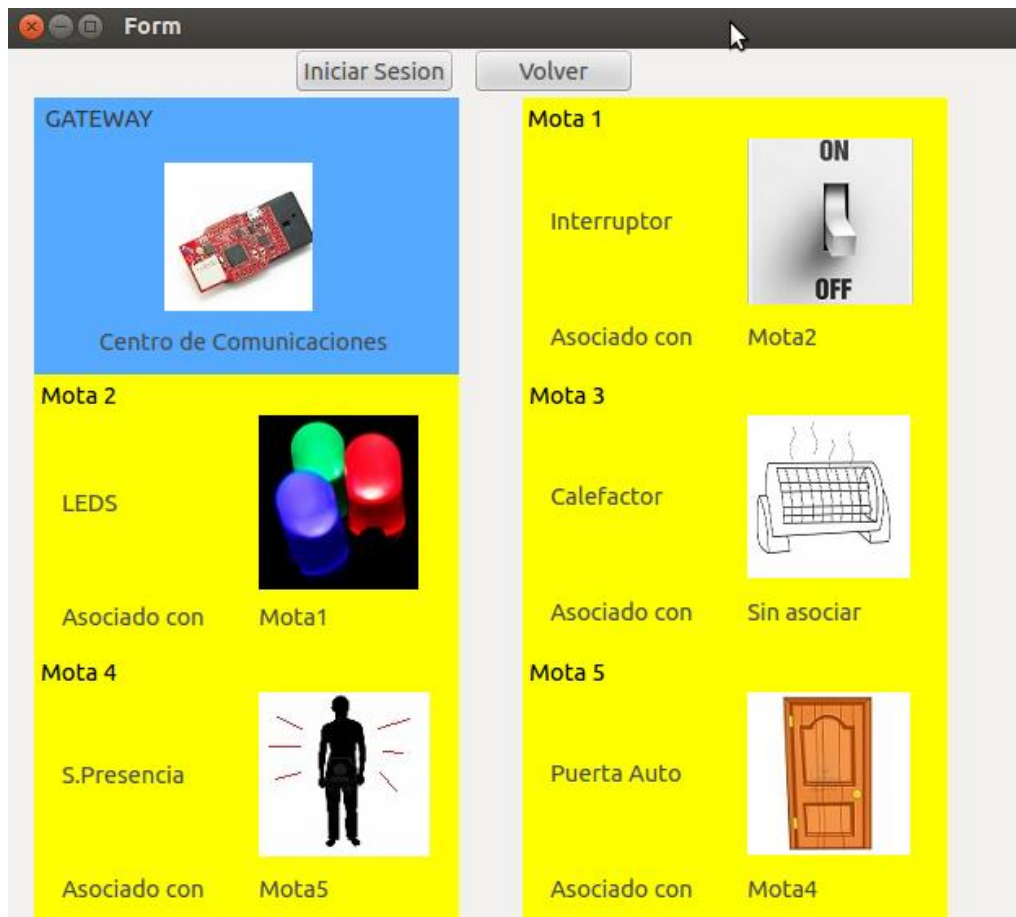 Form
Iniciar Sesion
Volver
GATEWAY
Centro de Comunicaciones
Mota 1
ON
Interruptor
OFF
Asociado con Mota2
Mota 2
LEDS
Asociado con Mota1
Mota 3
Calefactor
Asociado con Sin asociar
Mota 4
S.Presencia
Asociado con Mota5
Mota 5
Puerta Auto
Asociado con Mota4